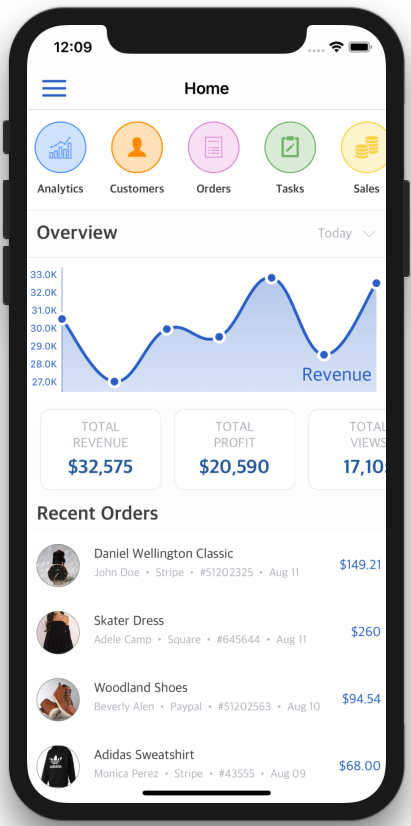 12:09
Home
Analytics Customers Orders Tasks Sales
Overview
Today
33.0K
32.0K
31.0K
30.0K
29.0K
28.0K
27.0K
Revenue
TOTAL
REVENUE
$32,575
TOTAL
PROFIT
$20,590
TOTAL
VIEWS
17,10
Recent Orders
Daniel Wellington Classic
John Doe • Stripe • #51202325 • Aug 11
$149.21
Skater Dress
Adele Camp • Square • #645644 • Aug 11
$260
Woodland Shoes
Beverly Alen • Paypal • #51202563 • Aug 10
$94.54
adidas
Adidas Sweatshirt
Monica Perez • Stripe • #43555 • Aug 09
$68.00